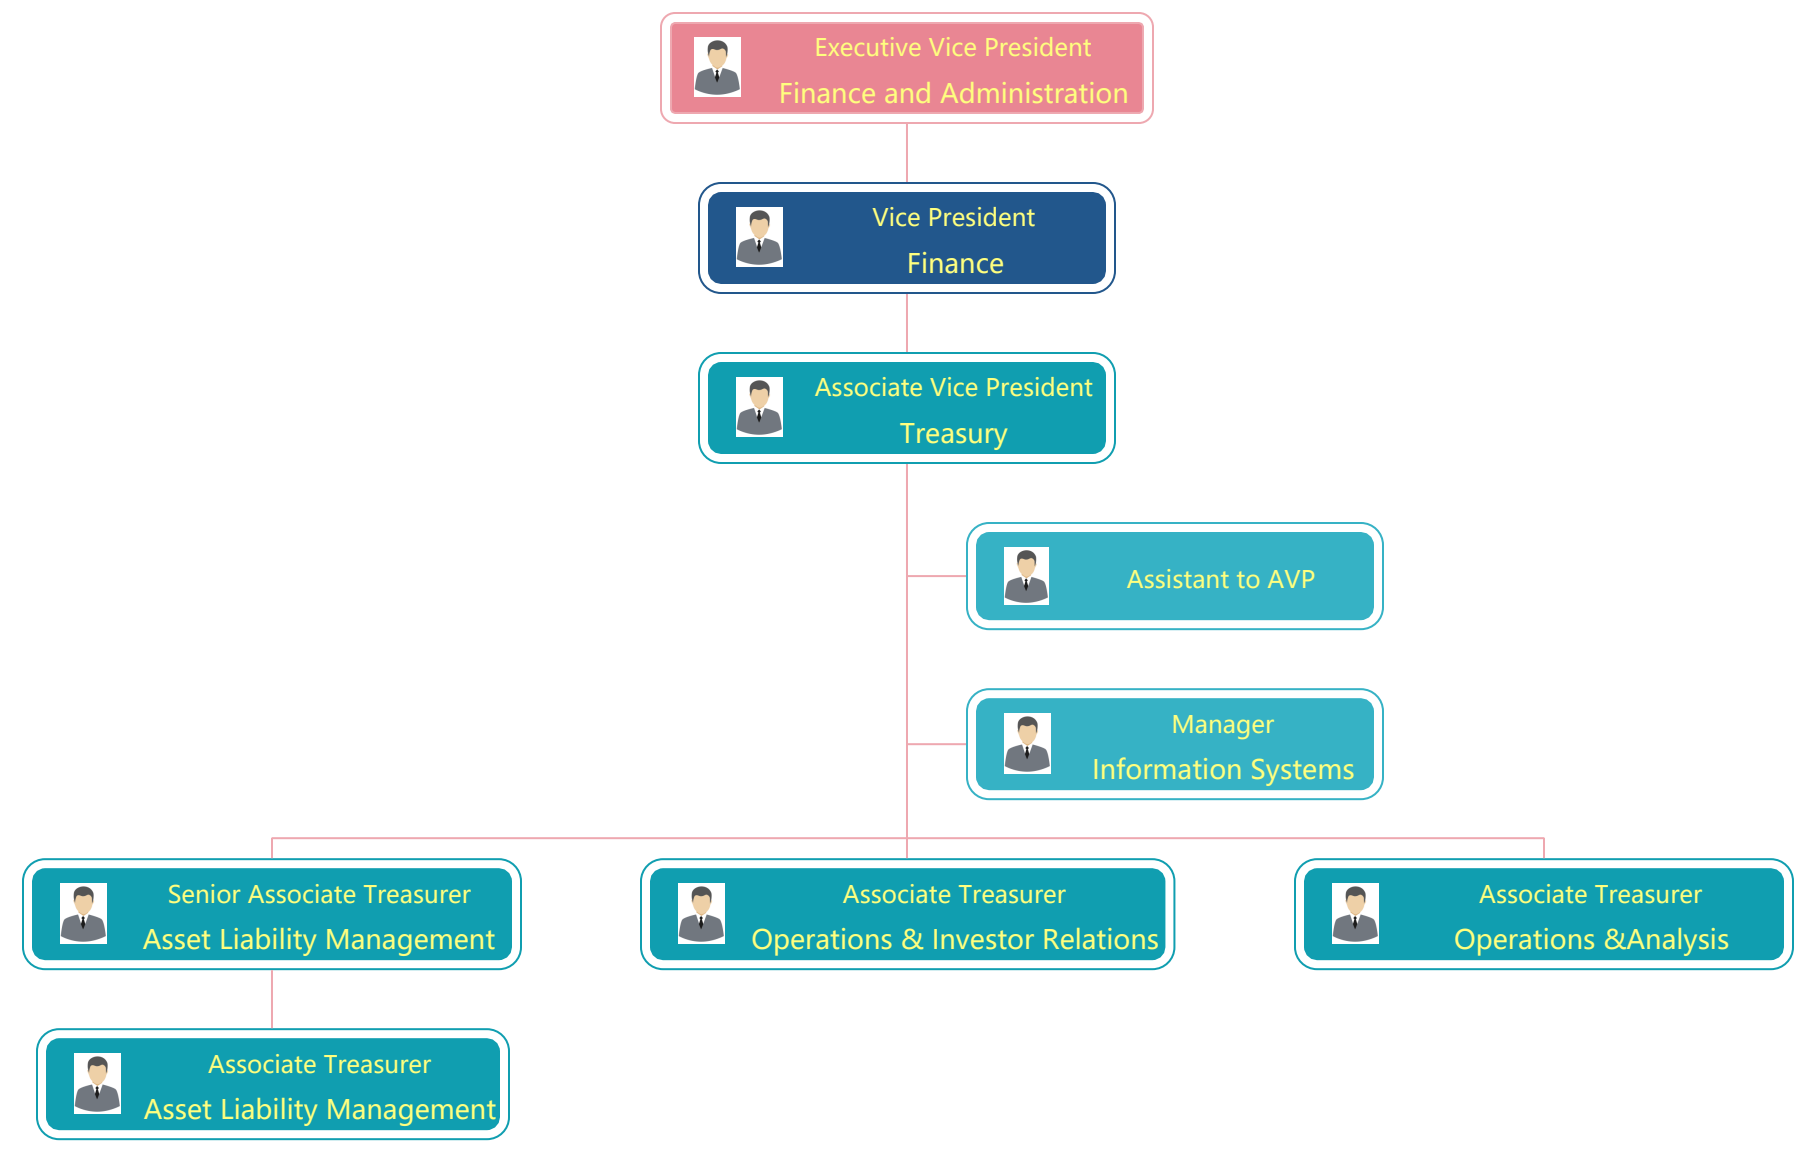 Executive Vice President
Finance and Administration
Vice President
Finance
Associate Vice President
Treasury
Assistant to AVP
Manager
Information Systems
Senior Associate Treasurer
Asset Liability Management
Associate Treasurer
Operations & Investor Relations
Associate Treasurer
Operations &Analysis
Associate Treasurer
Asset Liability Management